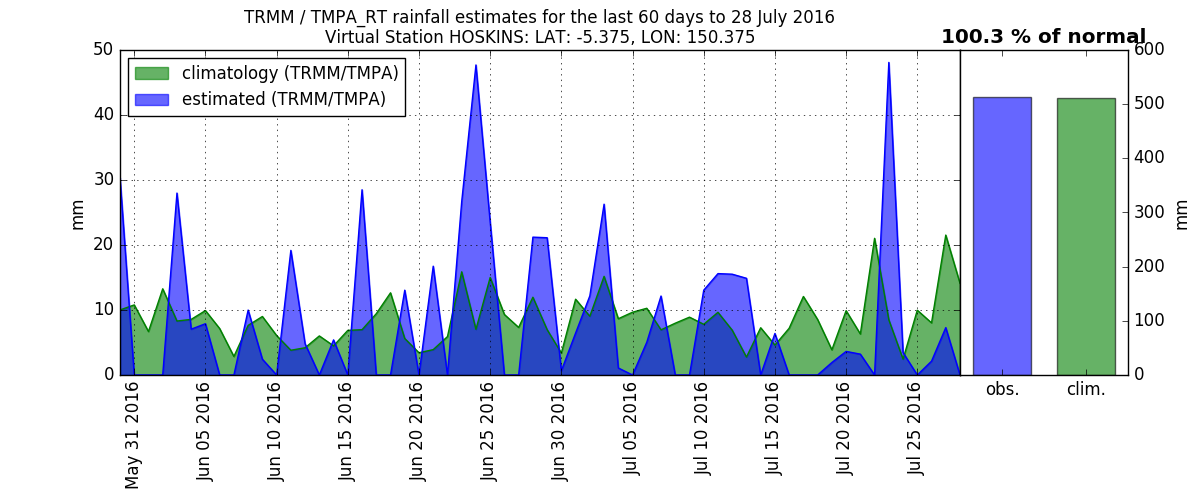 TRMM / TMPA_RT rainfall estimates for the last 60 days to 28 July 2016
Virtual Station HOSKINS: LAT: -5.375, LON: 150.375
100.3 % of normal
climatology (TRMM/TMPA)
estimated (TRMM/TMPA)
50
40
30
20
10
0
mm
May 31 2016
Jun 05 2016
Jun 10 2016
Jun 15 2016
Jun 20 2016
Jun 25 2016
Jun 30 2016
Jul 05 2016
Jul 10 2016
Jul 15 2016
Jul 20 2016
Jul 25 2016
600
500
400
300
200
100
0
mm
obs.
clim.